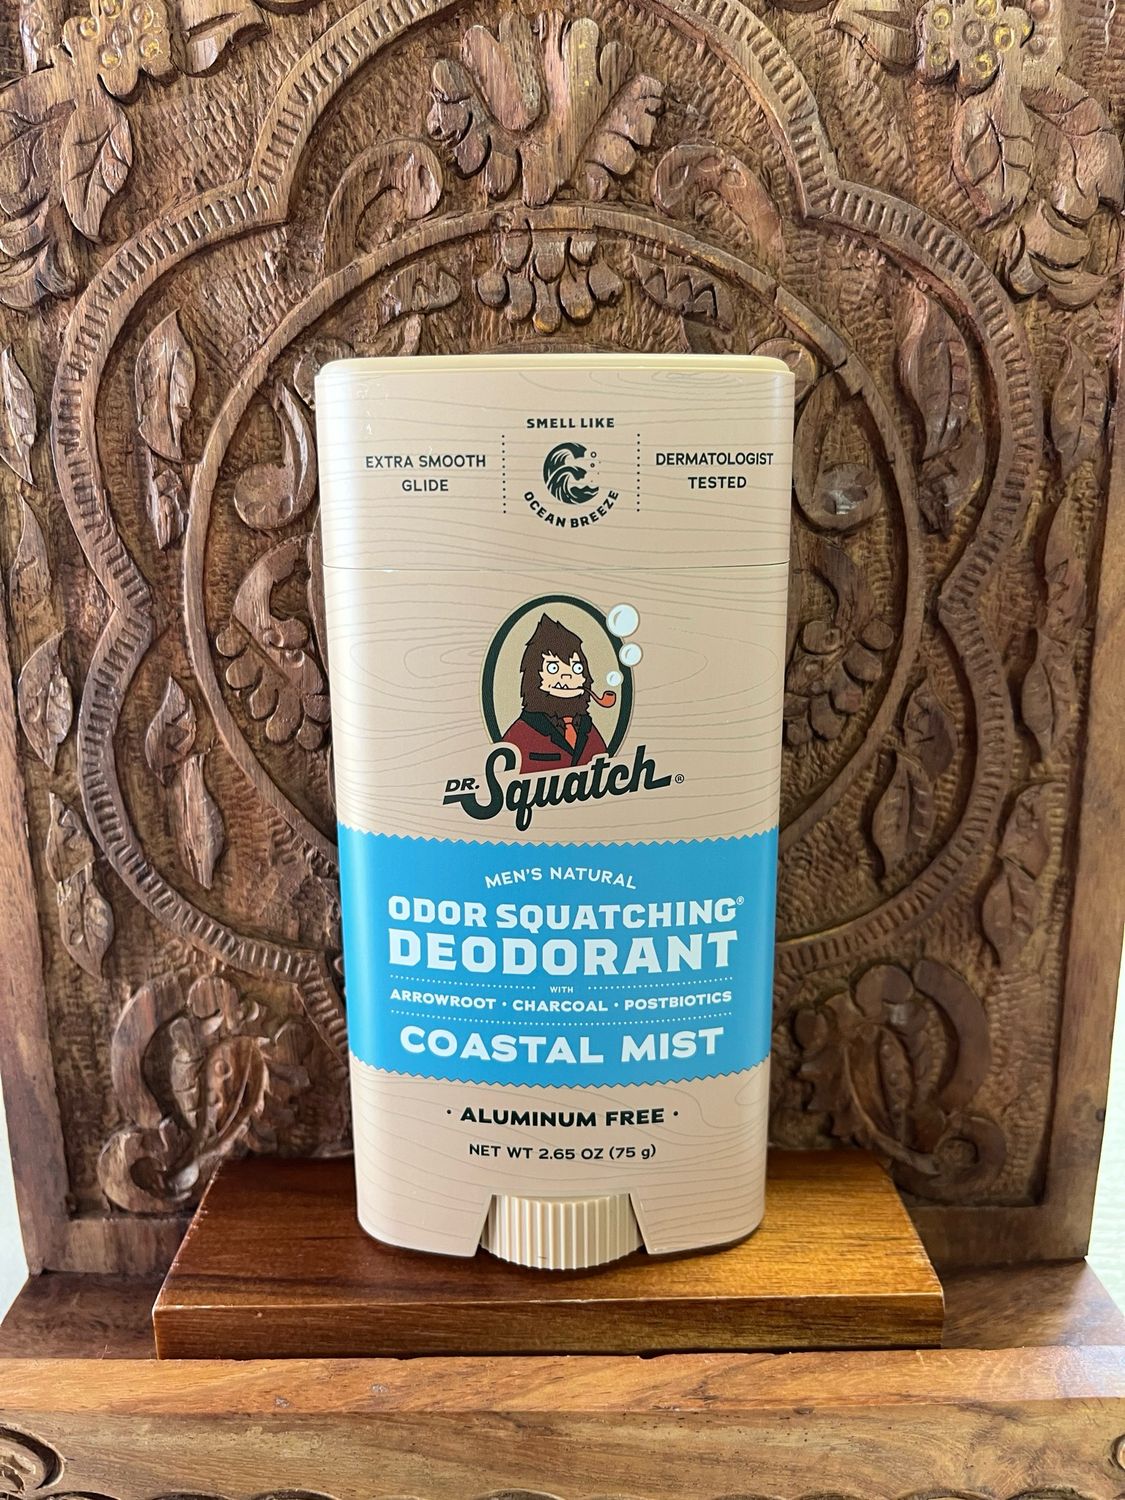 SMELL LIKE
OCEAN BREEZE
EXTRA SMOOTH
GLIDE
DERMATOLOGIST
TESTED
DR. Squatch®
MEN'S NATURAL
ODOR SQUATCHING®
DEODORANT
WITH
ARROWROOT • CHARCOAL • POSTBIOTICS
COASTAL MIST
• ALUMINUM FREE •
NET WT 2.65 OZ (75 g)